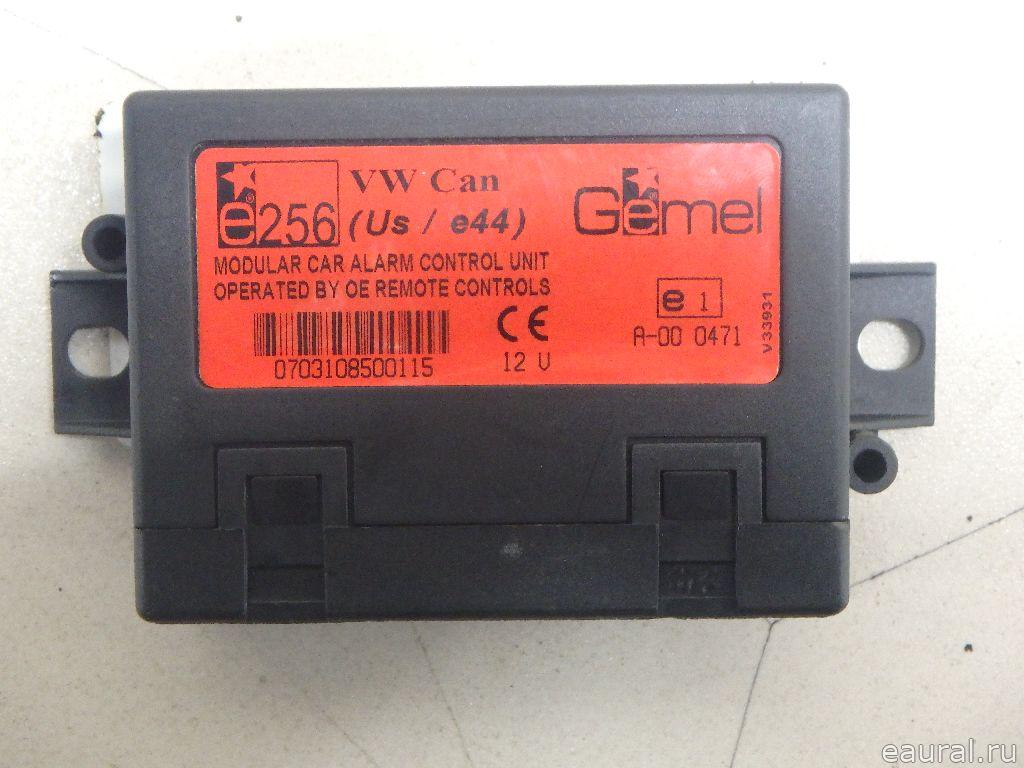 e256 VW Can
(Us / e44)
Gemel
MODULAR CAR ALARM CONTROL UNIT
OPERATED BY OE REMOTE CONTROLS
0703108500115
CE
12 V
e 1
A-00 0471
V33931
eaural.ru